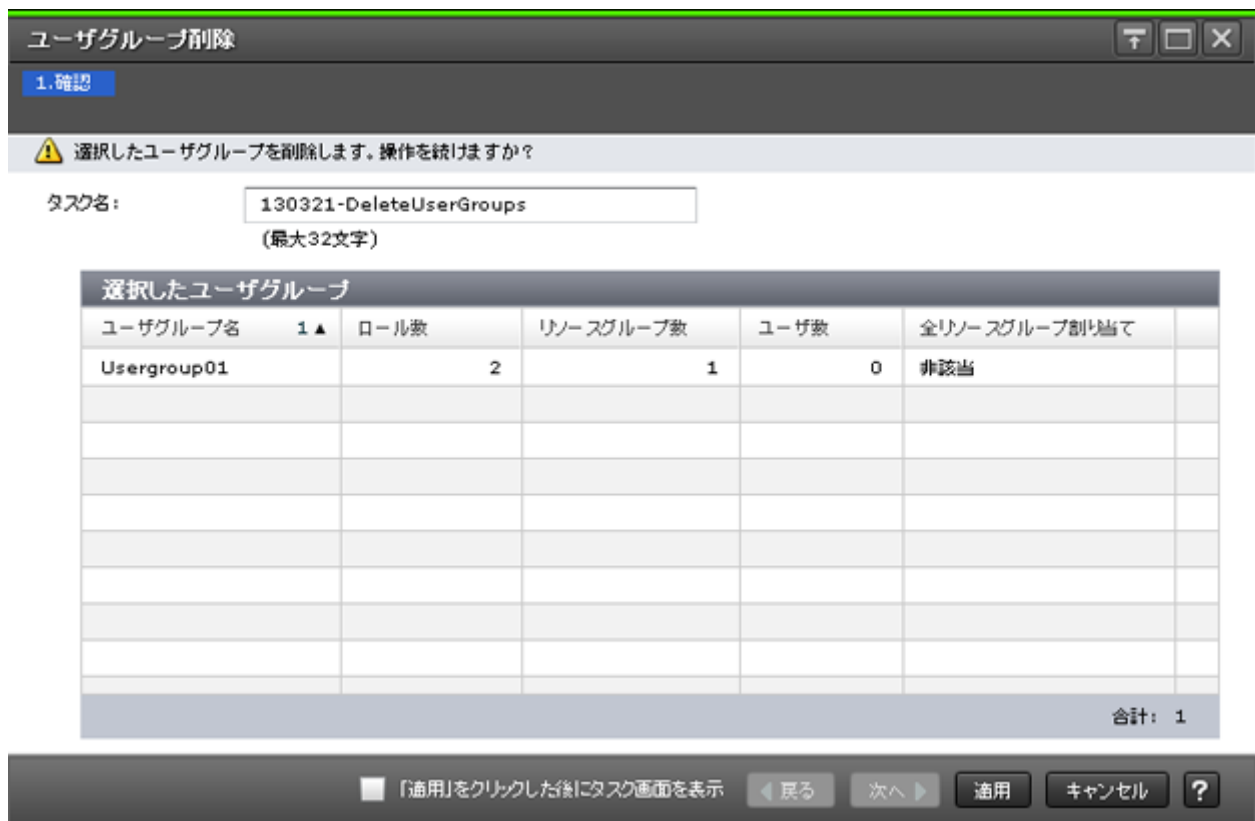 ユーザグループ削除
1.確認
選択したユーザグループを削除します。操作を続けますか?
タスク名: 130321-DeleteUserGroups
(最大32文字)
選択したユーザグループ
ユーザグループ名 1▲ ロール数 リソースグループ数 ユーザ数 全リソースグループ割り当て
Usergroup01 2 1 0 非該当
合計: 1
「適用」をクリックした後にタスク画面を表示 ◀戻る 次へ▶ 適用 キャンセル ?